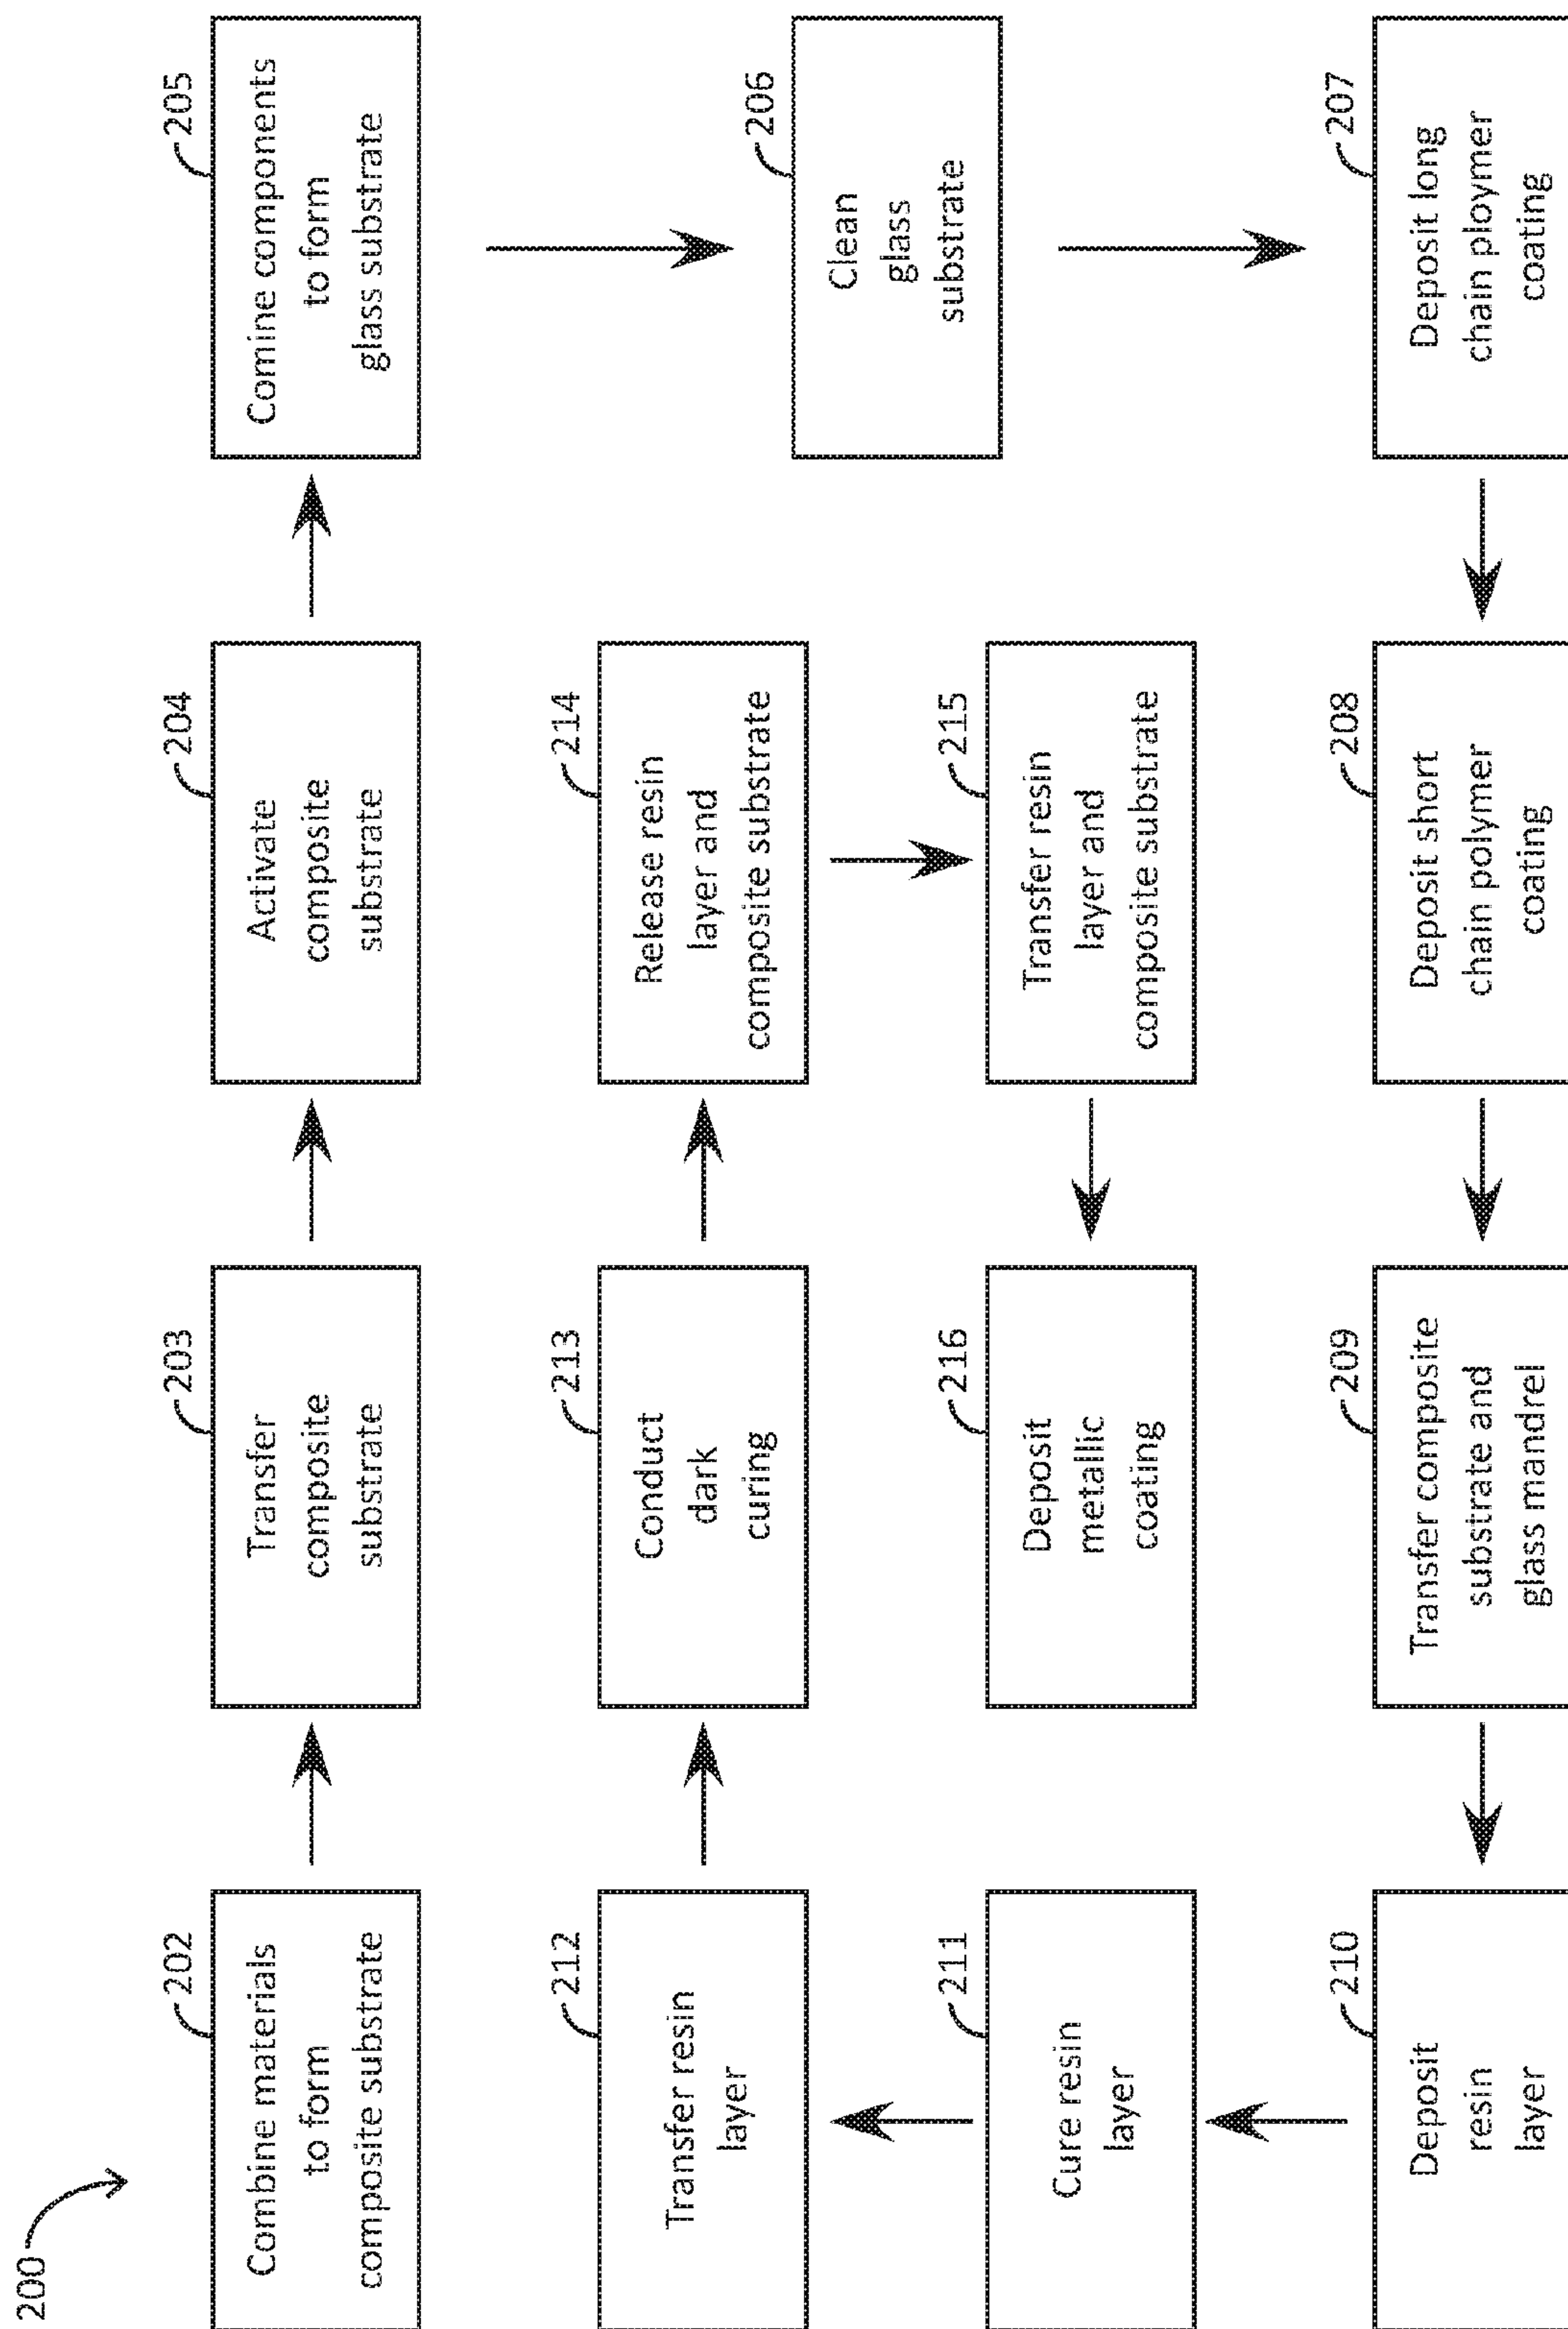 200
202
Combine materials
to form
composite substrate
203
Transfer
composite
substrate
204
Activate
composite
substrate
205
Comine components
to form
glass substrate
206
Clean
glass
substrate
207
Deposit long
chain ploymer
coating
208
Deposit short
chain polymer
coating
209
Transfer composite
substrate and
glass mandrel
210
Deposit
resin
layer
211
Cure resin
layer
212
Transfer resin
layer
213
Conduct
dark
curing
214
Release resin
layer and
composite substrate
215
Transfer resin
layer and
composite substrate
216
Deposit
metallic
coating